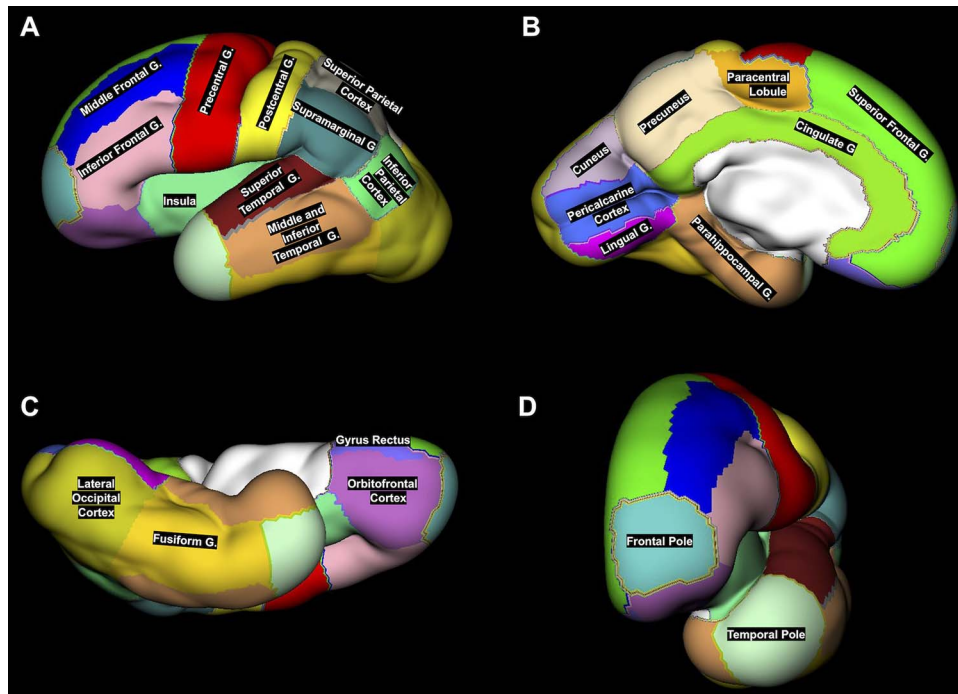 A
Middle Frontal G.
Precentral G.
Postcentral G.
Superior Parietal
Cortex
Inferior Frontal G.
Supramarginal G
Insula
Superior
Temporal G.
Inferior
Parietal
Cortex
Middle and
Inferior
Temporal G.
B
Paracentral
Lobule
Precuneus
Superior Frontal G.
Cingulate G
Cuneus
Pericalcarine
Cortex
Lingual G.
Parahippocampal G.
C
Gyrus Rectus
Lateral
Occipital
Cortex
Orbitofrontal
Cortex
Fusiform G.
D
Frontal Pole
Temporal Pole